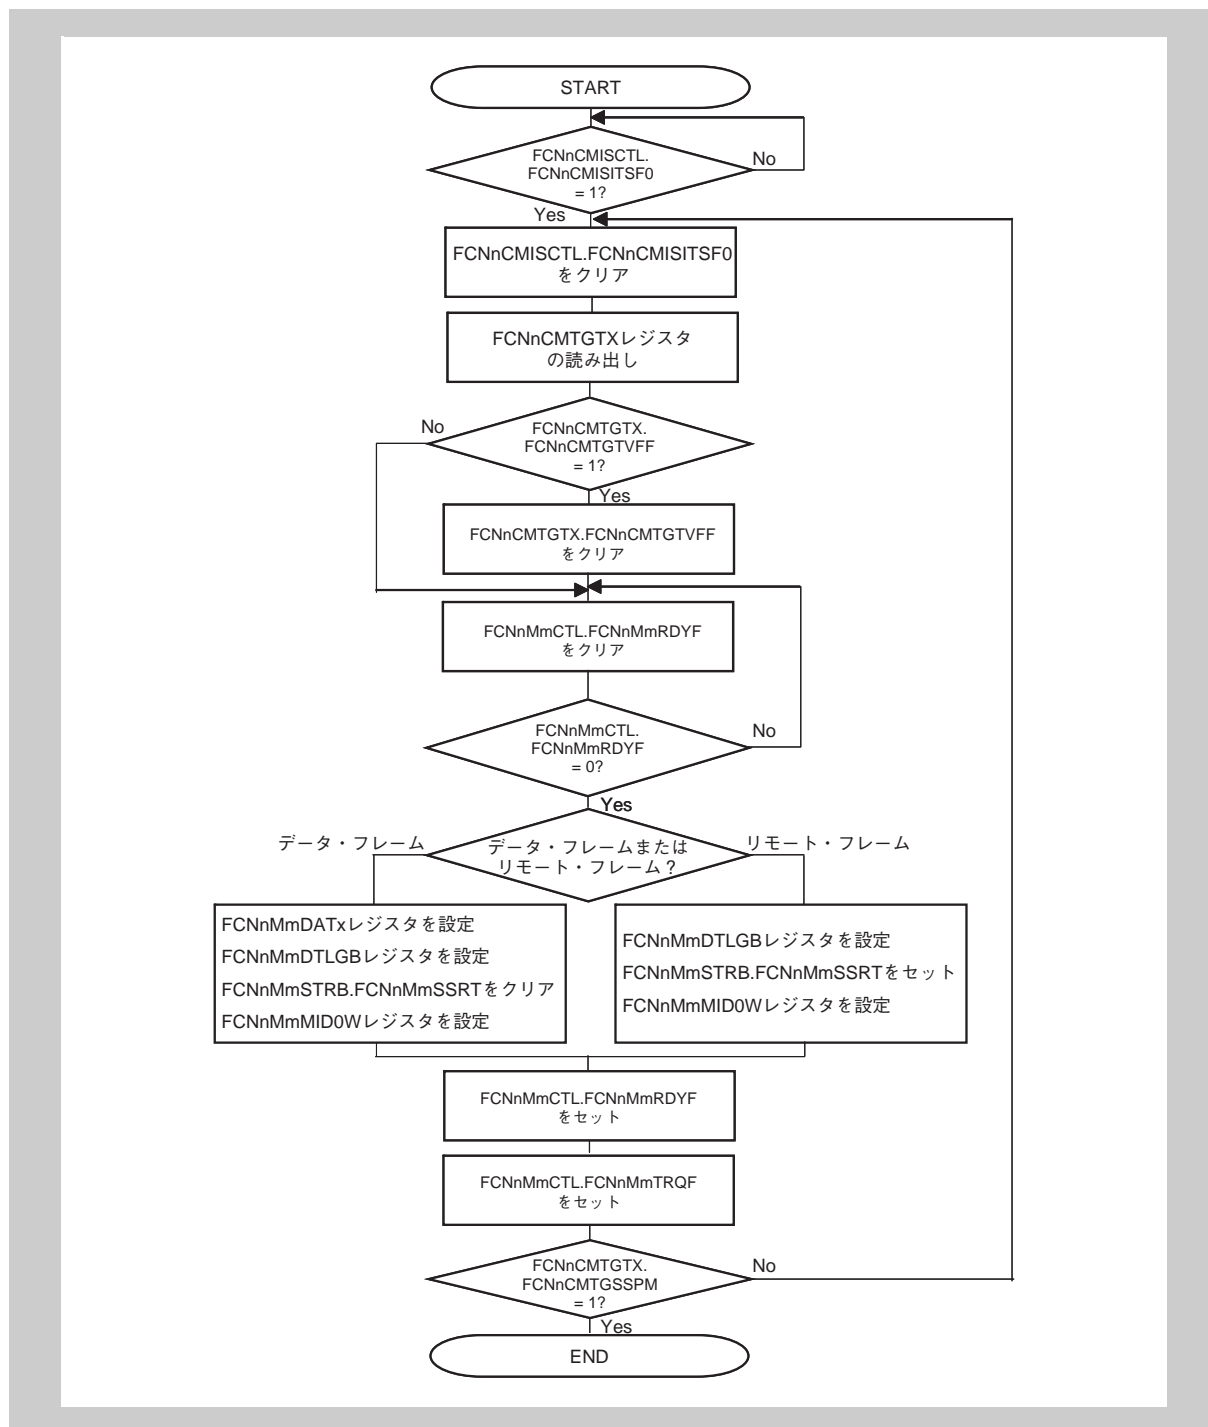 START
FCNnCMISCTL.
FCNnCMISITSF0
= 1?
No
Yes
FCNnCMISCTL.FCNnCMISITSF0
をクリア
FCNnCMTGTXレジスタ
の読み出し
No
FCNnCMTGTX.
FCNnCMTGTVFF
= 1?
Yes
FCNnCMTGTX.FCNnCMTGTVFF
をクリア
FCNnMmCTL.FCNnMmRDYF
をクリア
FCNnMmCTL.
FCNnMmRDYF
= 0?
No
Yes
データ・フレーム
データ・フレームまたは
リモート・フレーム？
リモート・フレーム
FCNnMmDATxレジスタを設定
FCNnMmDTLGBレジスタを設定
FCNnMmSTRB.FCNnMmSSRTをクリア
FCNnMmMID0Wレジスタを設定
FCNnMmDTLGBレジスタを設定
FCNnMmSTRB.FCNnMmSSRTをセット
FCNnMmMID0Wレジスタを設定
FCNnMmCTL.FCNnMmRDYF
をセット
FCNnMmCTL.FCNnMmTRQF
をセット
FCNnCMTGTX.
FCNnCMTGSSPM
= 1?
No
Yes
END